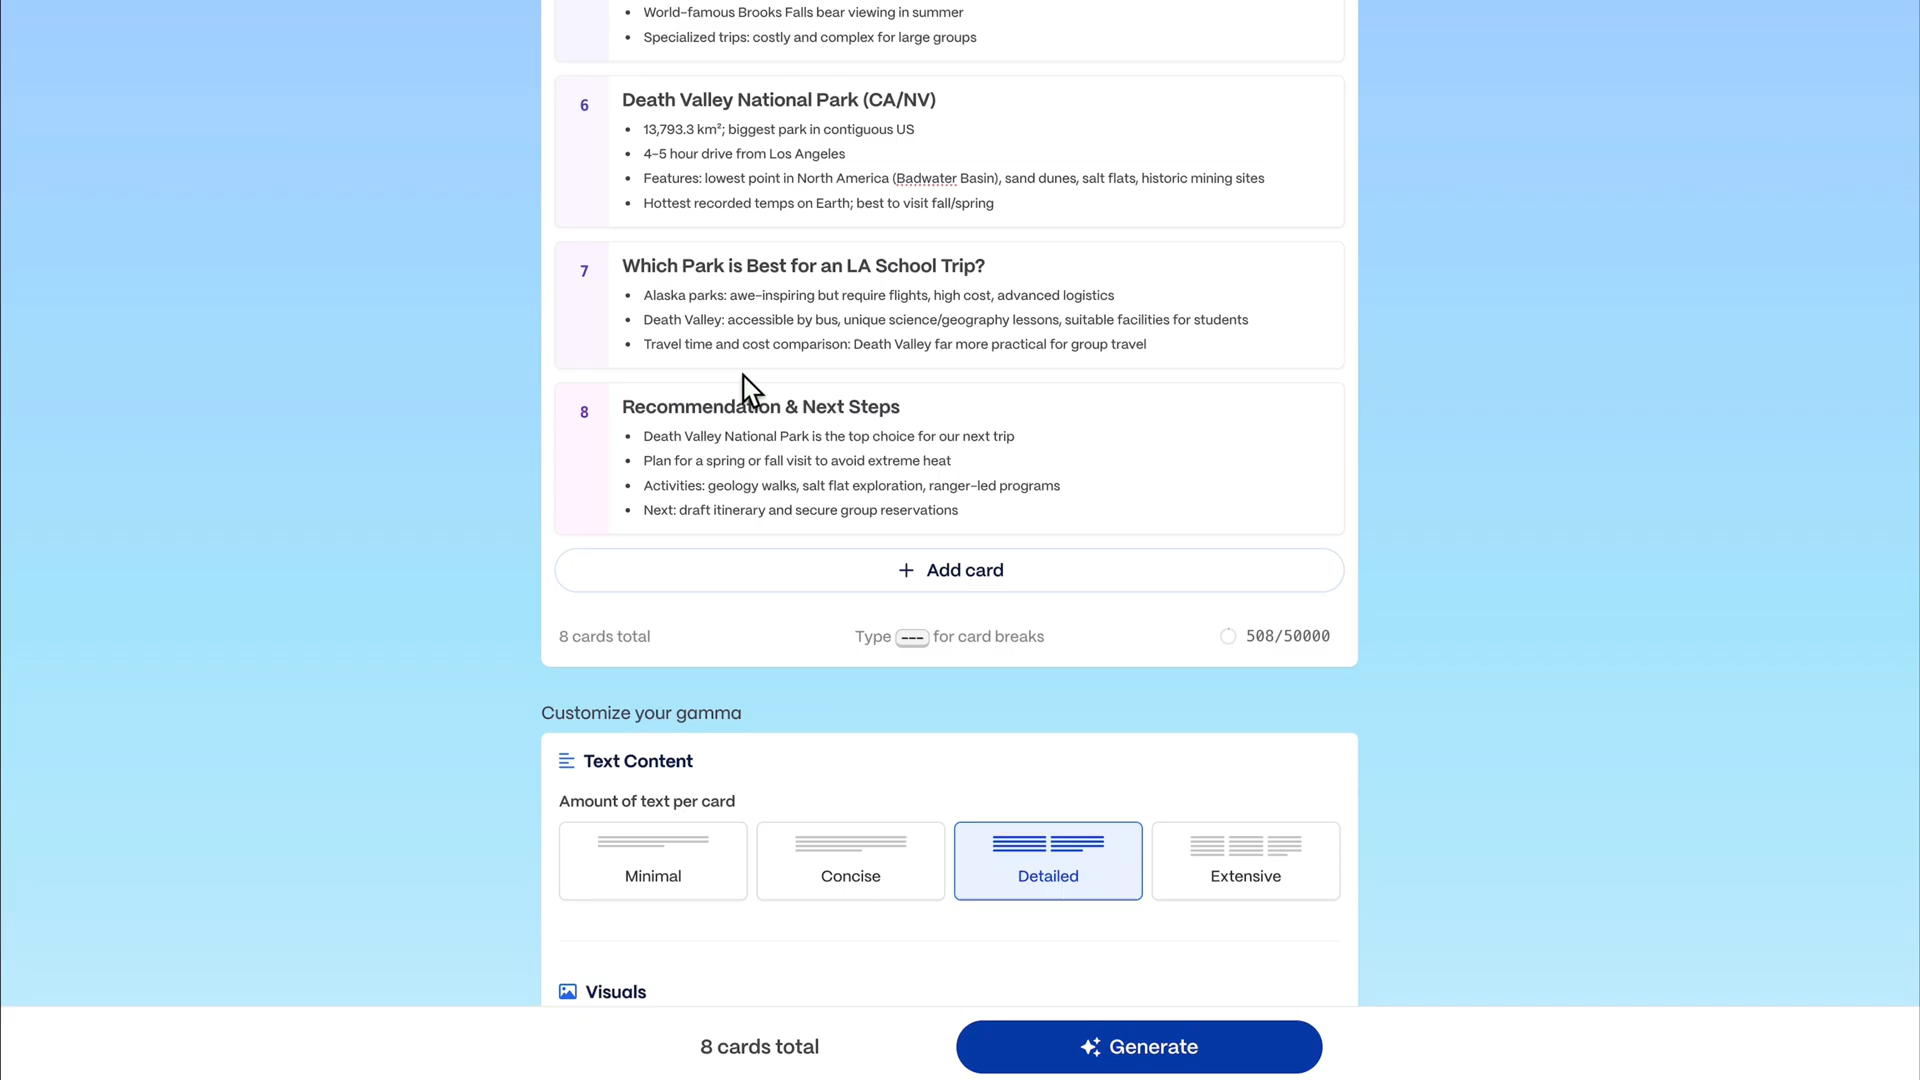 • World-famous Brooks Falls bear viewing in summer
• Specialized trips: costly and complex for large groups
6
Death Valley National Park (CA/NV)
• 13,793.3 km²; biggest park in contiguous US
• 4–5 hour drive from Los Angeles
• Features: lowest point in North America (Badwater Basin), sand dunes, salt flats, historic mining sites
• Hottest recorded temps on Earth; best to visit fall/spring
7
Which Park is Best for an LA School Trip?
• Alaska parks: awe-inspiring but require flights, high cost, advanced logistics
• Death Valley: accessible by bus, unique science/geography lessons, suitable facilities for students
• Travel time and cost comparison: Death Valley far more practical for group travel
8
Recommendation & Next Steps
• Death Valley National Park is the top choice for our next trip
• Plan for a spring or fall visit to avoid extreme heat
• Activities: geology walks, salt flat exploration, ranger-led programs
• Next: draft itinerary and secure group reservations
+ Add card
8 cards total
Type --- for card breaks
508/50000
Customize your gamma
Text Content
Amount of text per card
Minimal
Concise
Detailed
Extensive
Visuals
8 cards total
Generate